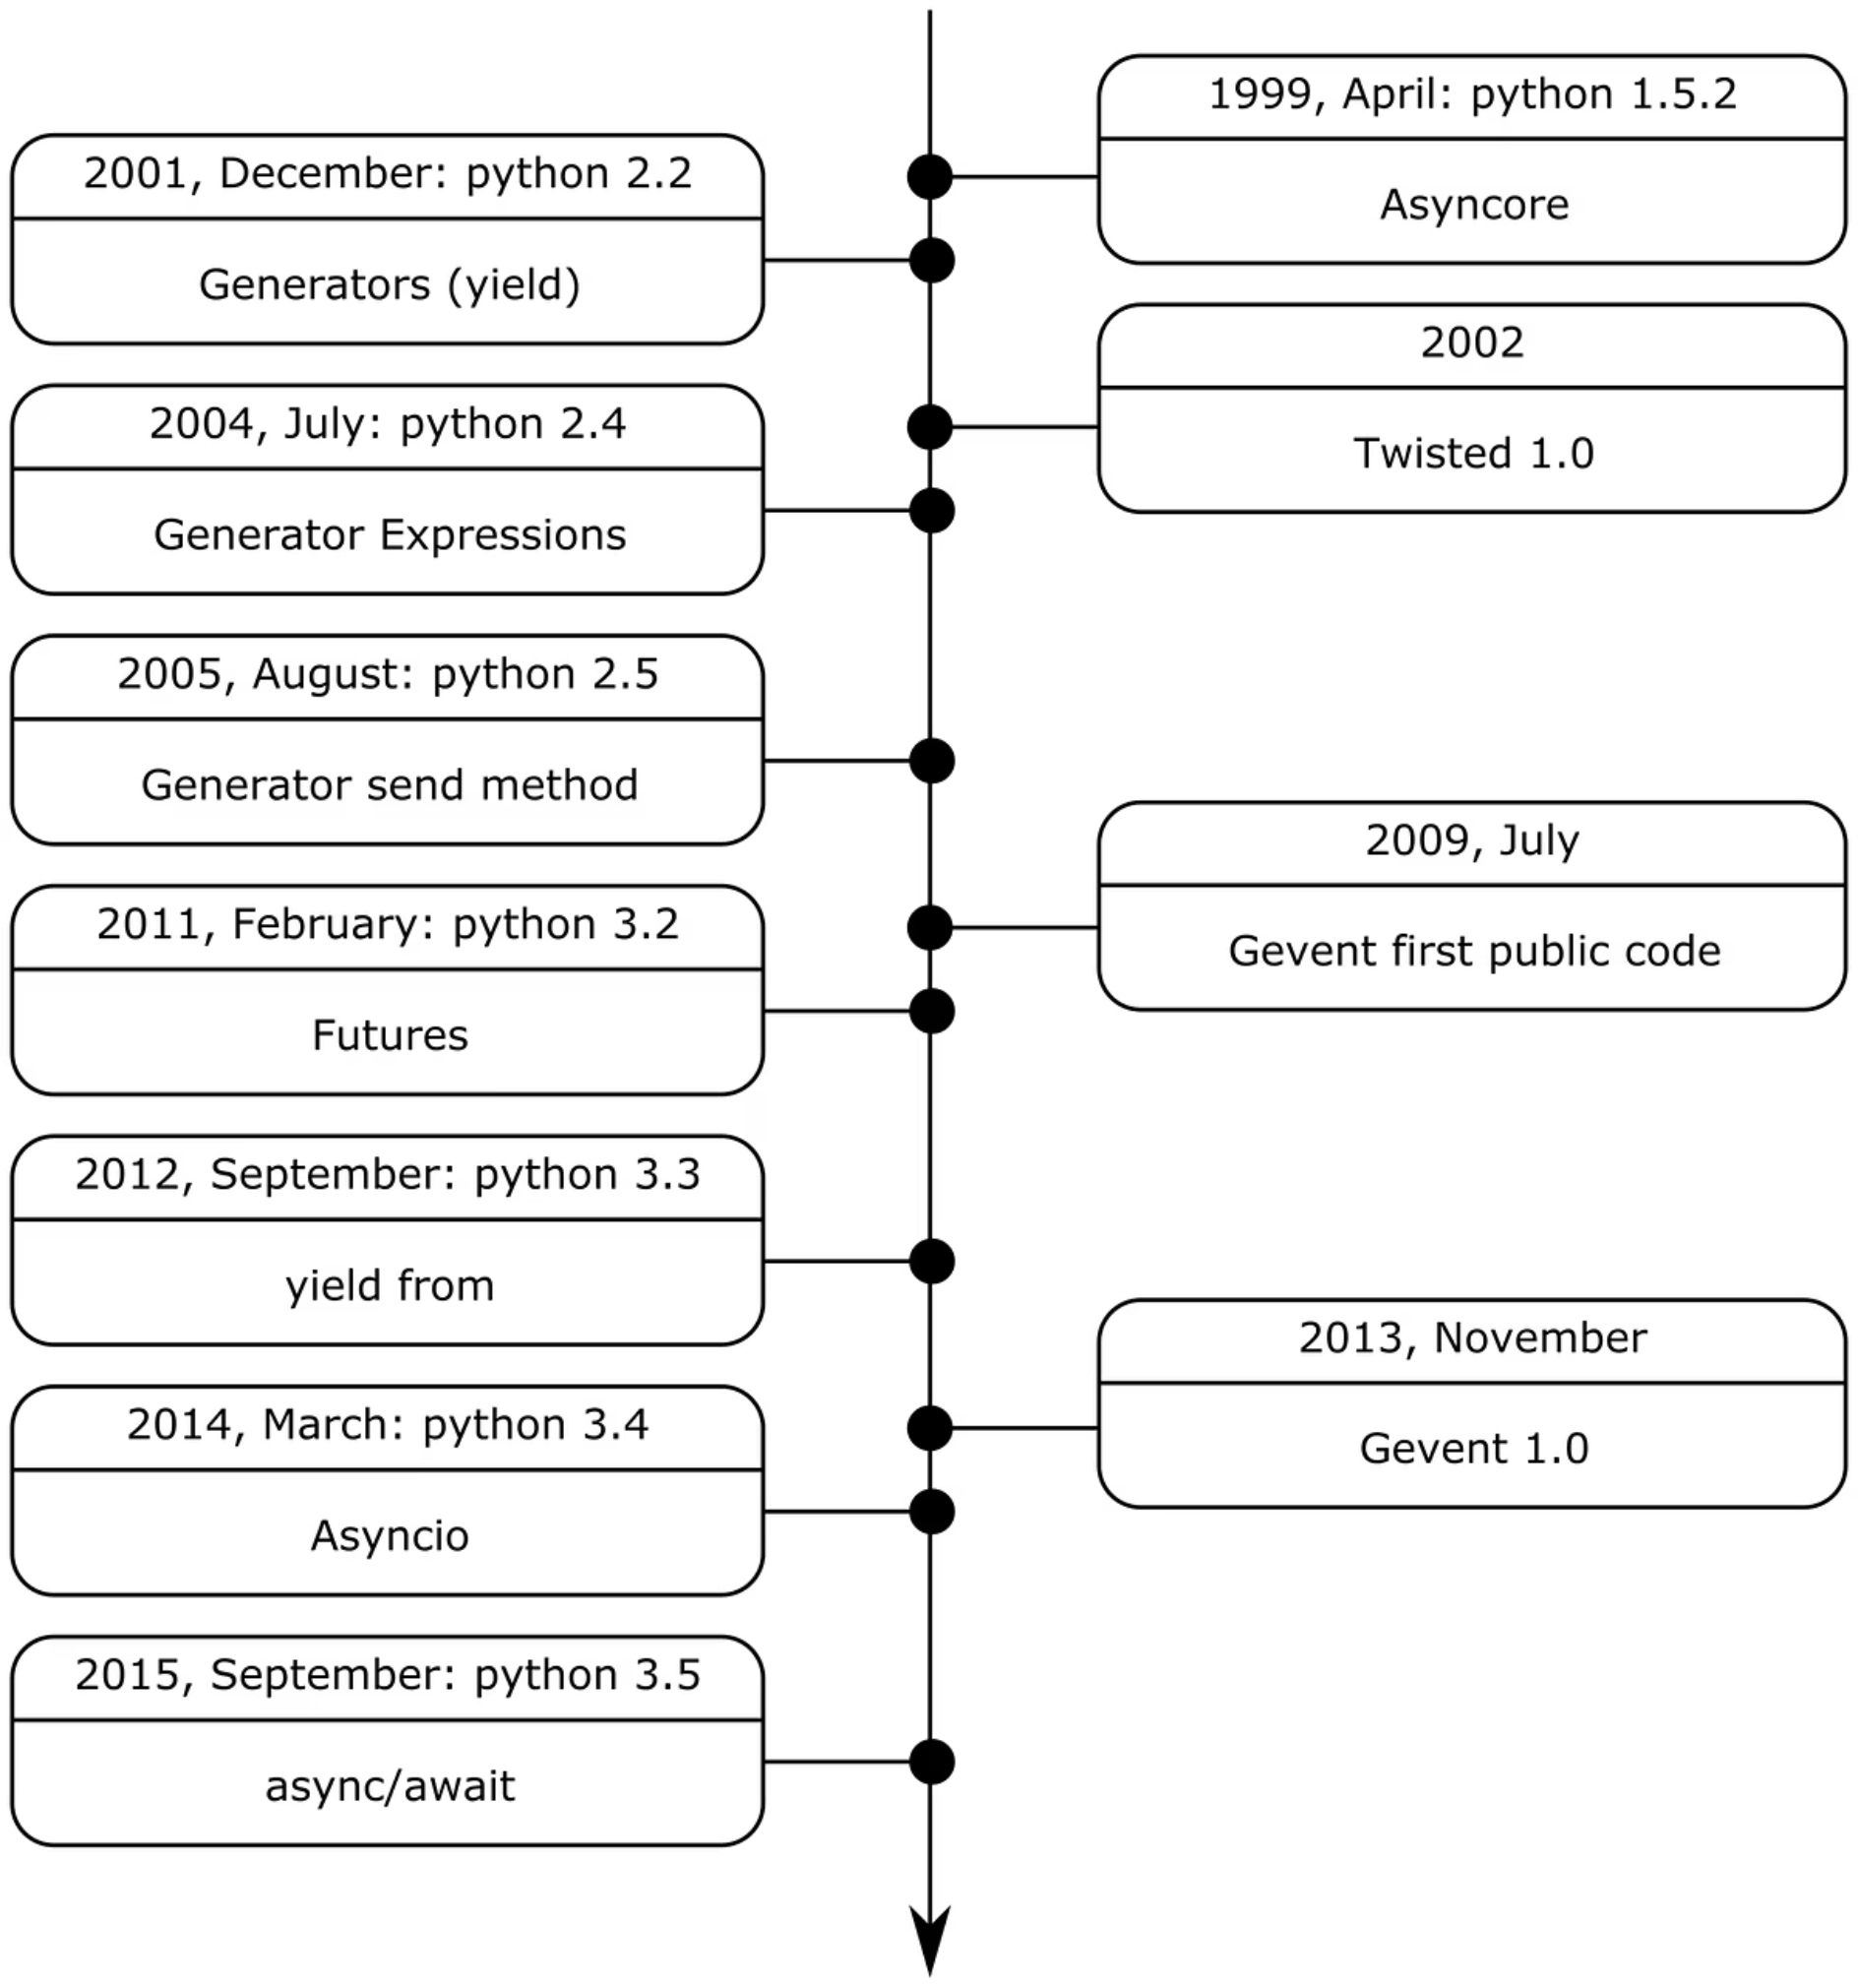 1999, April: python 1.5.2
Asyncore
2001, December: python 2.2
Generators (yield)
2002
Twisted 1.0
2004, July: python 2.4
Generator Expressions
2005, August: python 2.5
Generator send method
2009, July
Gevent first public code
2011, February: python 3.2
Futures
2012, September: python 3.3
yield from
2013, November
Gevent 1.0
2014, March: python 3.4
Asyncio
2015, September: python 3.5
async/await